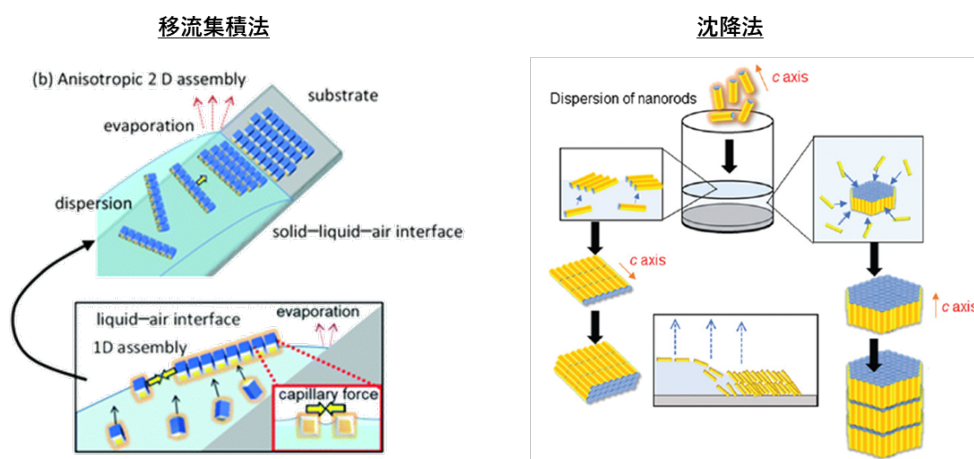 移流集積法
(b) Anisotropic 2 D assembly
substrate
evaporation
dispersion
solid−liquid−air interface
evaporation
liquid−air interface
1D assembly
capillary force
沈降法
c axis
Dispersion of nanorods
c axis
c axis